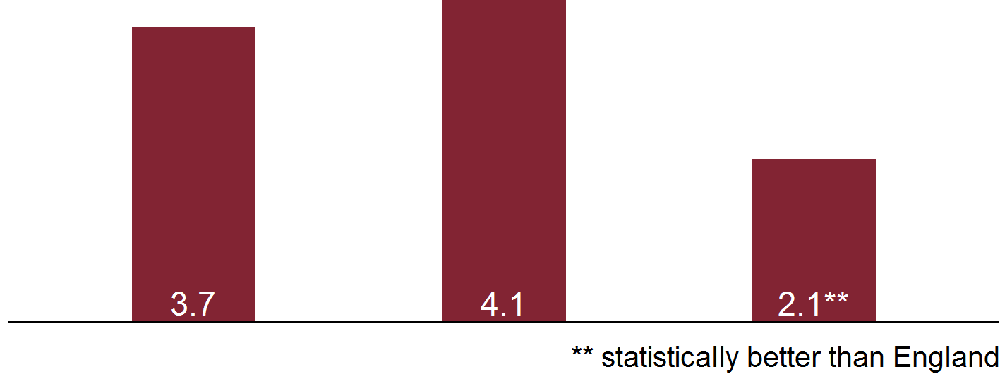 3.7
4.1
2.1**
** statistically better than England